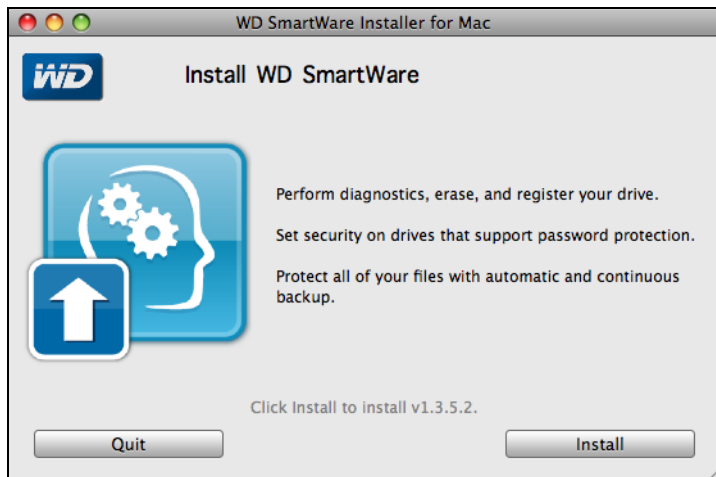 WD SmartWare Installer for Mac
WD
Install WD SmartWare
Perform diagnostics, erase, and register your drive.
Set security on drives that support password protection.
Protect all of your files with automatic and continuous
backup.
Click Install to install v1.3.5.2.
Quit
Install